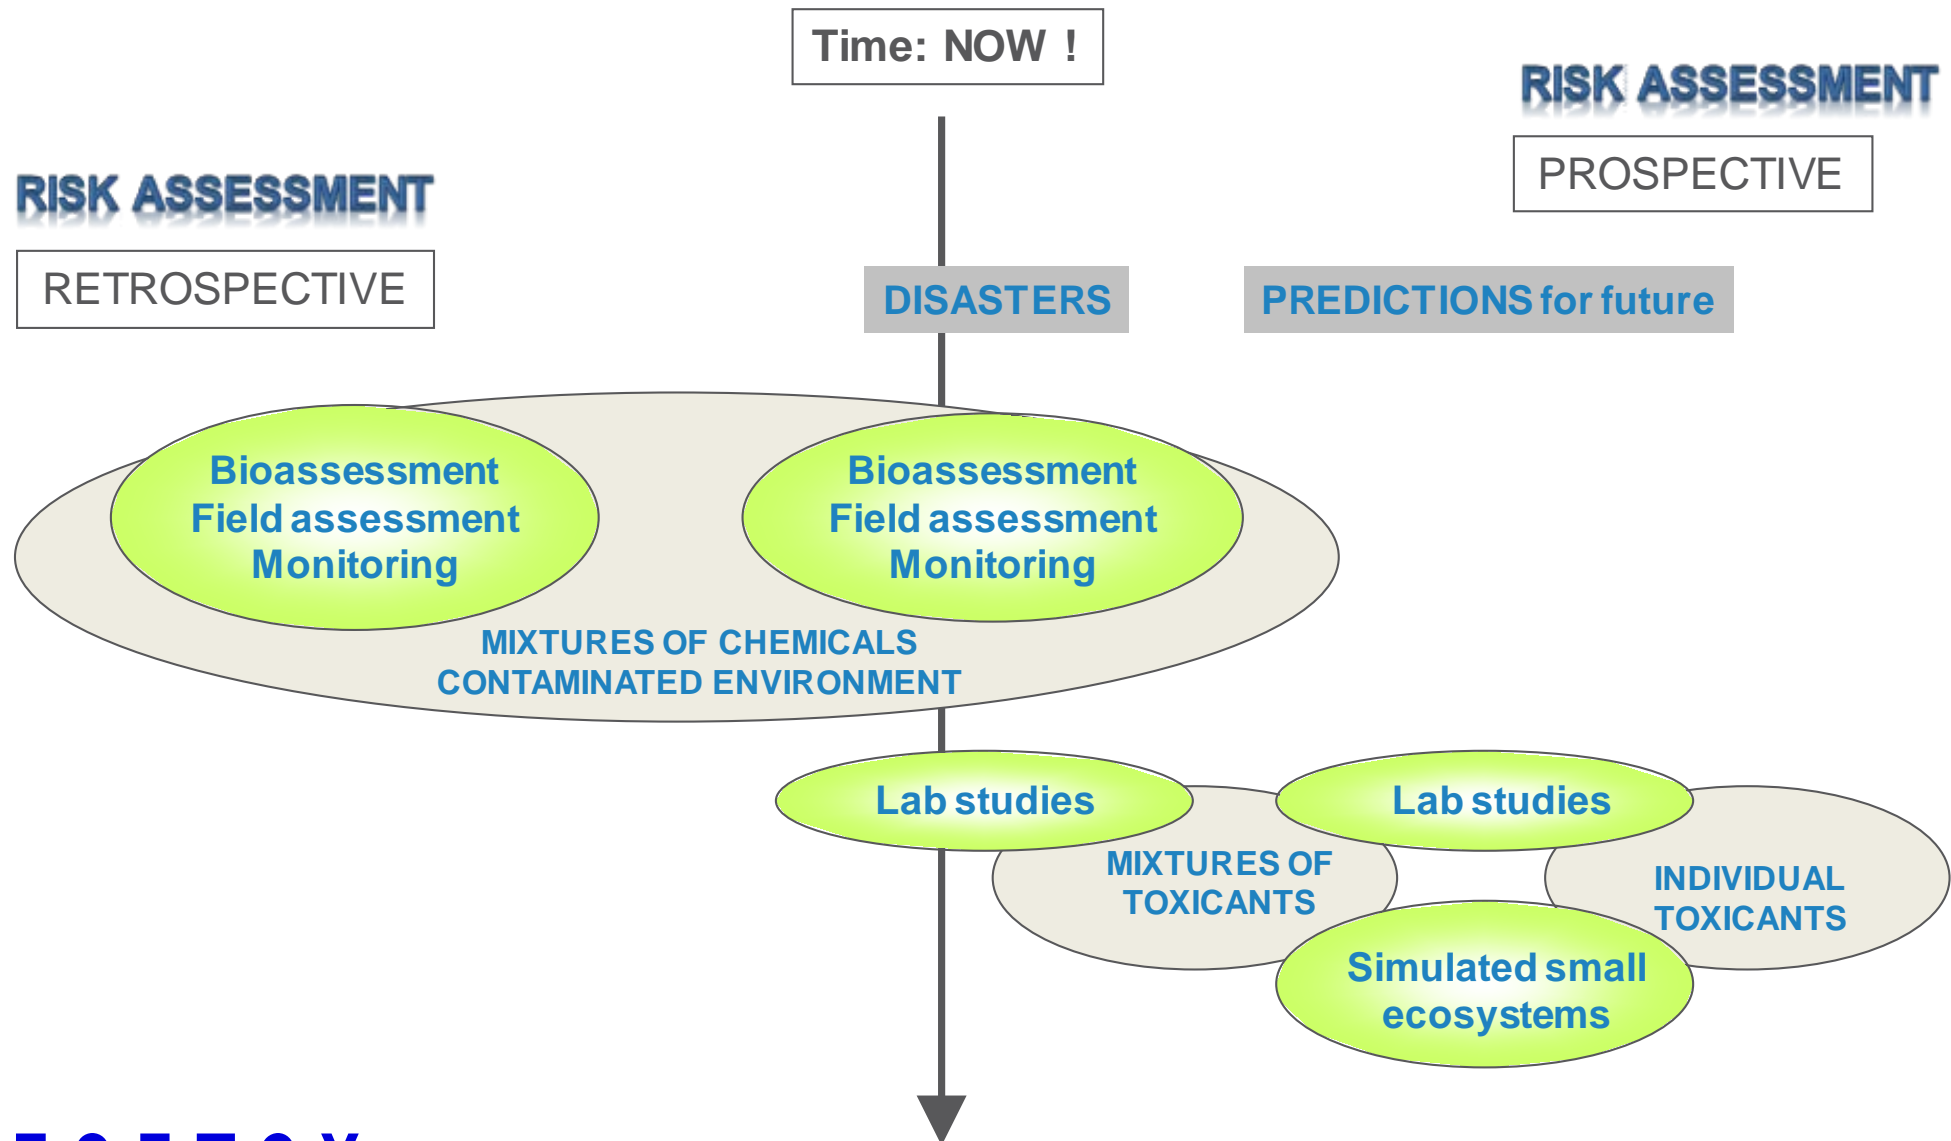 Time: NOW !
RISK ASSESSMENT
PROSPECTIVE
RISK ASSESSMENT
RETROSPECTIVE
DISASTERS
PREDICTIONS for future
Bioassessment
Field assessment
Monitoring
Bioassessment
Field assessment
Monitoring
MIXTURES OF CHEMICALS
CONTAMINATED ENVIRONMENT
Lab studies
Lab studies
MIXTURES OF
TOXICANTS
INDIVIDUAL
TOXICANTS
Simulated small
ecosystems